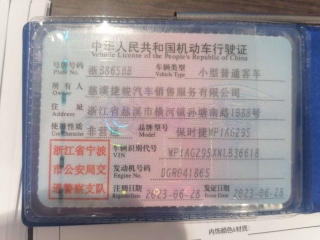 中华人民共和国机动车行驶证
Vehicle License of the People's Republic of China
号牌号码
Plate No.
车辆类型
Vehicle Type
小型普通客车
所有人
Owner
慈溪捷骏汽车销售服务有限公司
住址
Address
浙江省慈溪市横河镇孙塘南路1988号
使用性质
Use Character
非营运
品牌型号
Model
保时捷WP1AG29S
浙江省宁波
市公安局交
通警察支队
车辆识别代号
VIN
WP1AG29SXNLB36618
发动机号码
Engine No.
DGR041865
注册日期
Register Date
2023-06-28
发证日期
Issue Date
2023-06-28
内饰颜色&材质: